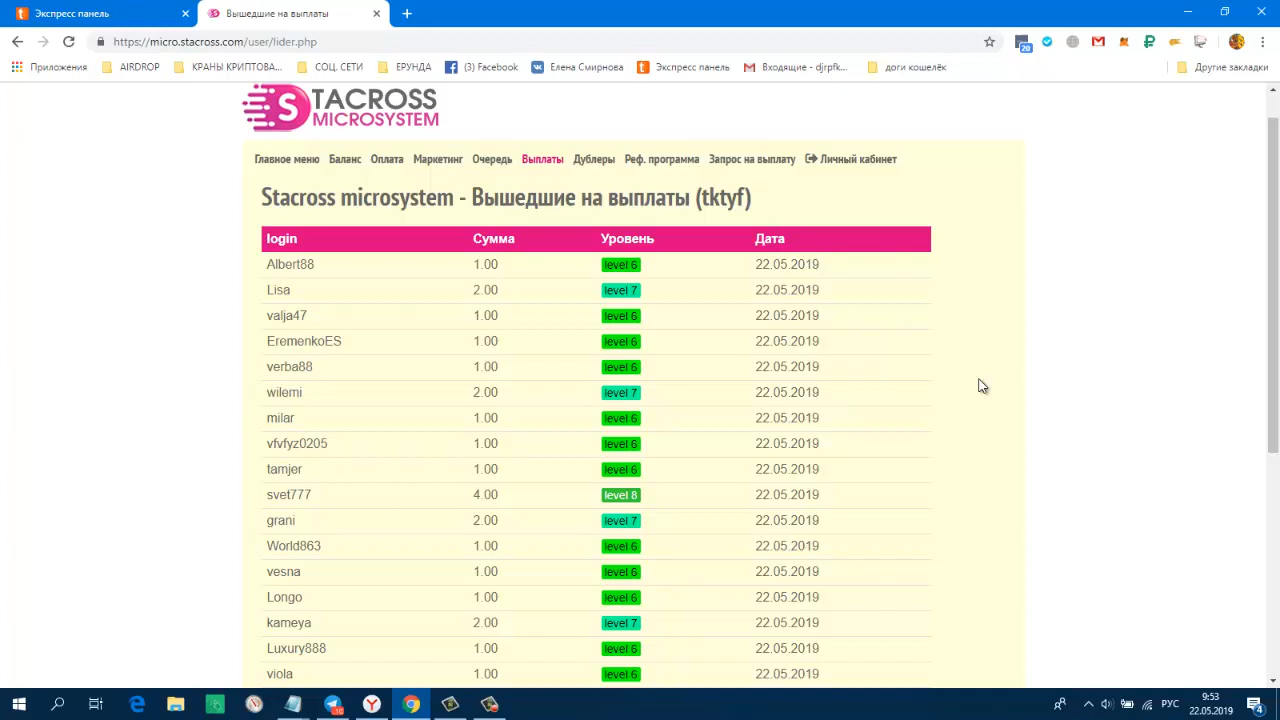 Экспресс панель
Вышедшие на выплаты
https://micro.stacross.com/user/lider.php
20
Приложения
AIRDROP
КРАНЫ КРИПТОВА...
СОЦ. СЕТИ
ЕРУНДА
(3) Facebook
Елена Смирнова
Экспресс панель
Входящие - djrpfk...
доги кошелёк
Другие закладки
STACROSS
MICROSYSTEM
Главное меню Баланс Оплата Маркетинг Очередь Выплаты Дублеры Реф. программа Запрос на выплату Личный кабинет
Stacross microsystem - Вышедшие на выплаты (tktyf)
login Сумма Уровень Дата
Albert88 1.00 level 6 22.05.2019
Lisa 2.00 level 7 22.05.2019
valja47 1.00 level 6 22.05.2019
EremenkoES 1.00 level 6 22.05.2019
verba88 1.00 level 6 22.05.2019
wilemi 2.00 level 7 22.05.2019
milar 1.00 level 6 22.05.2019
vfvfyz0205 1.00 level 6 22.05.2019
tamjer 1.00 level 6 22.05.2019
svet777 4.00 level 8 22.05.2019
grani 2.00 level 7 22.05.2019
World863 1.00 level 6 22.05.2019
vesna 1.00 level 6 22.05.2019
Longo 1.00 level 6 22.05.2019
kameya 2.00 level 7 22.05.2019
Luxury888 1.00 level 6 22.05.2019
viola 1.00 level 6 22.05.2019
РУС
9:53
22.05.2019
4